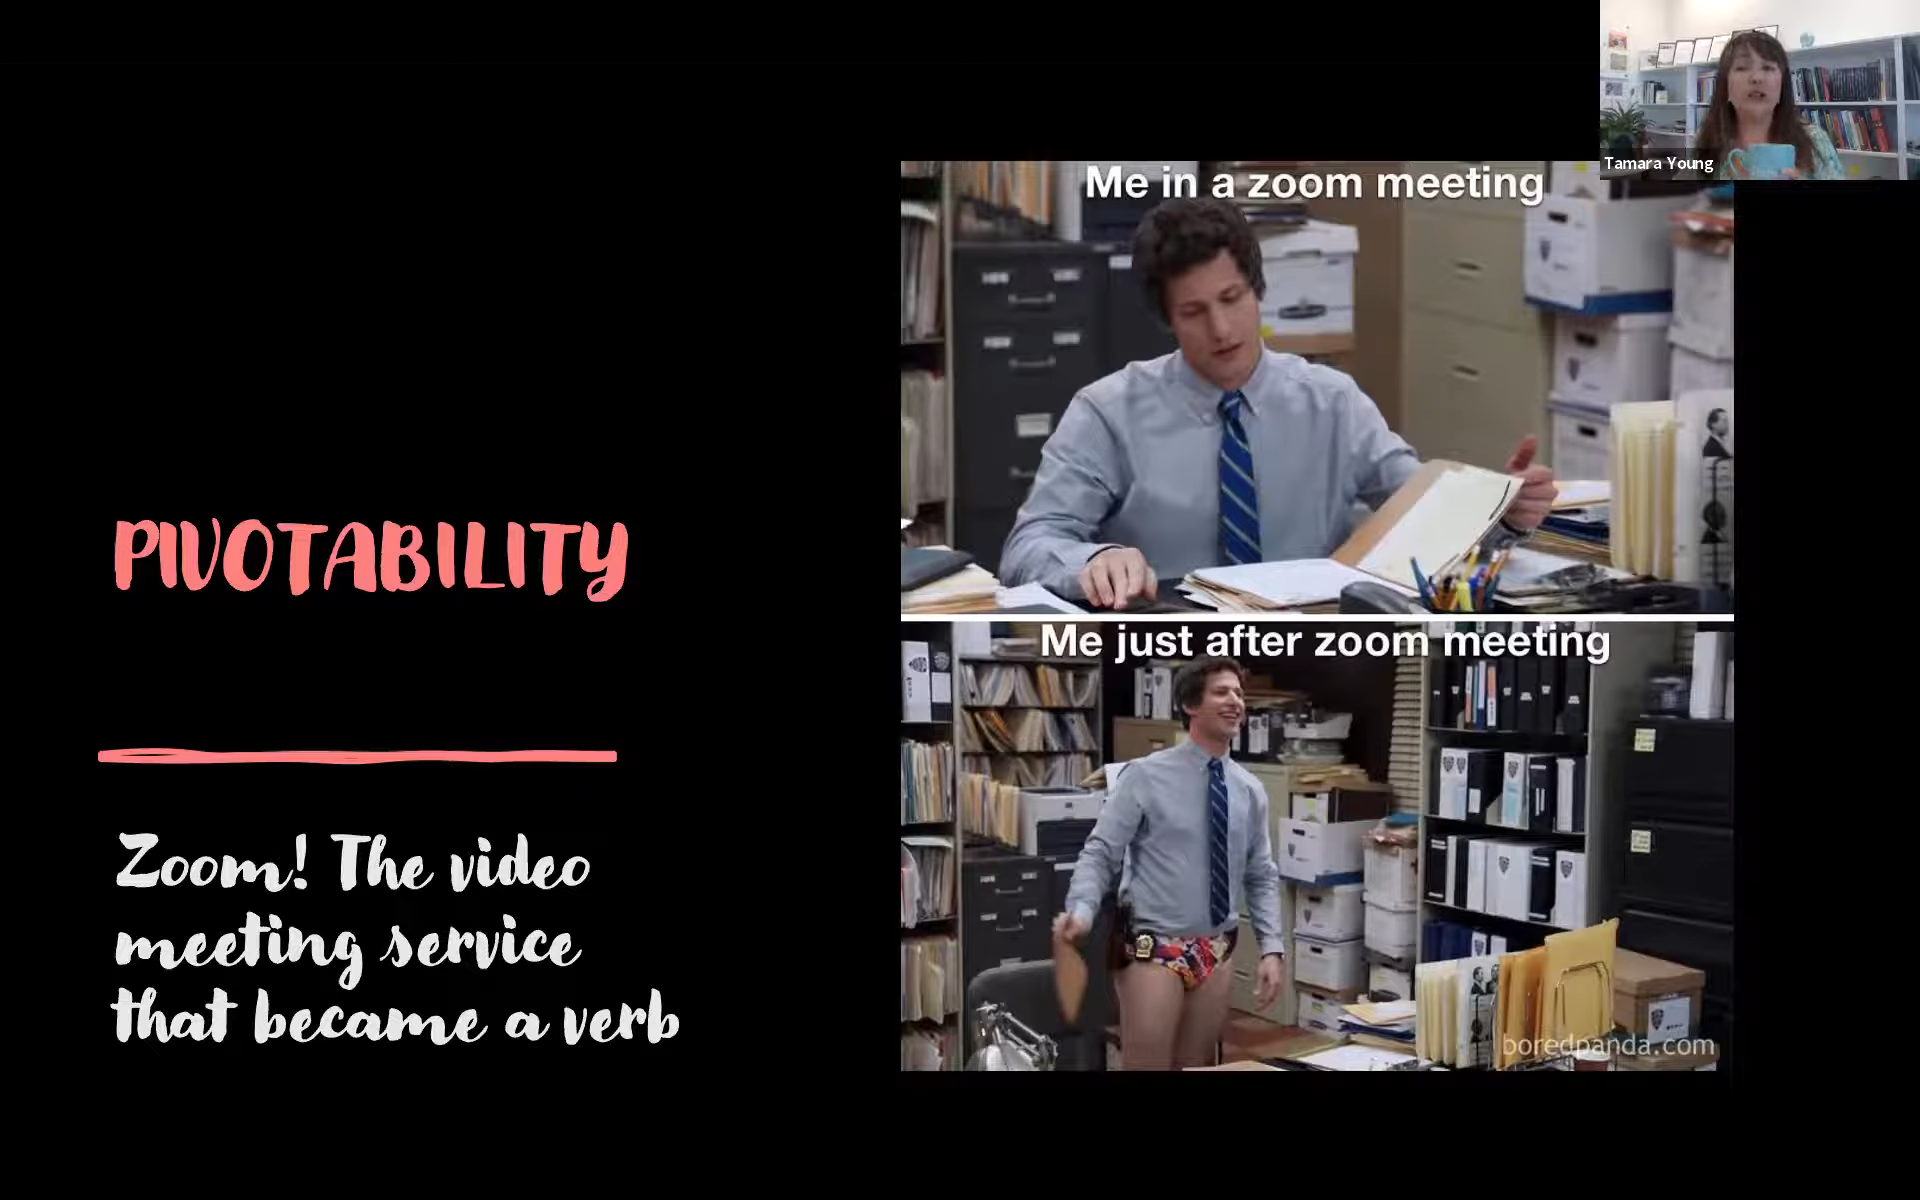 Tamara Young
Me in a zoom meeting
PIVOTABILITY
Me just after zoom meeting
Zoom! The video
meeting service
that became a verb
boredpanda.com